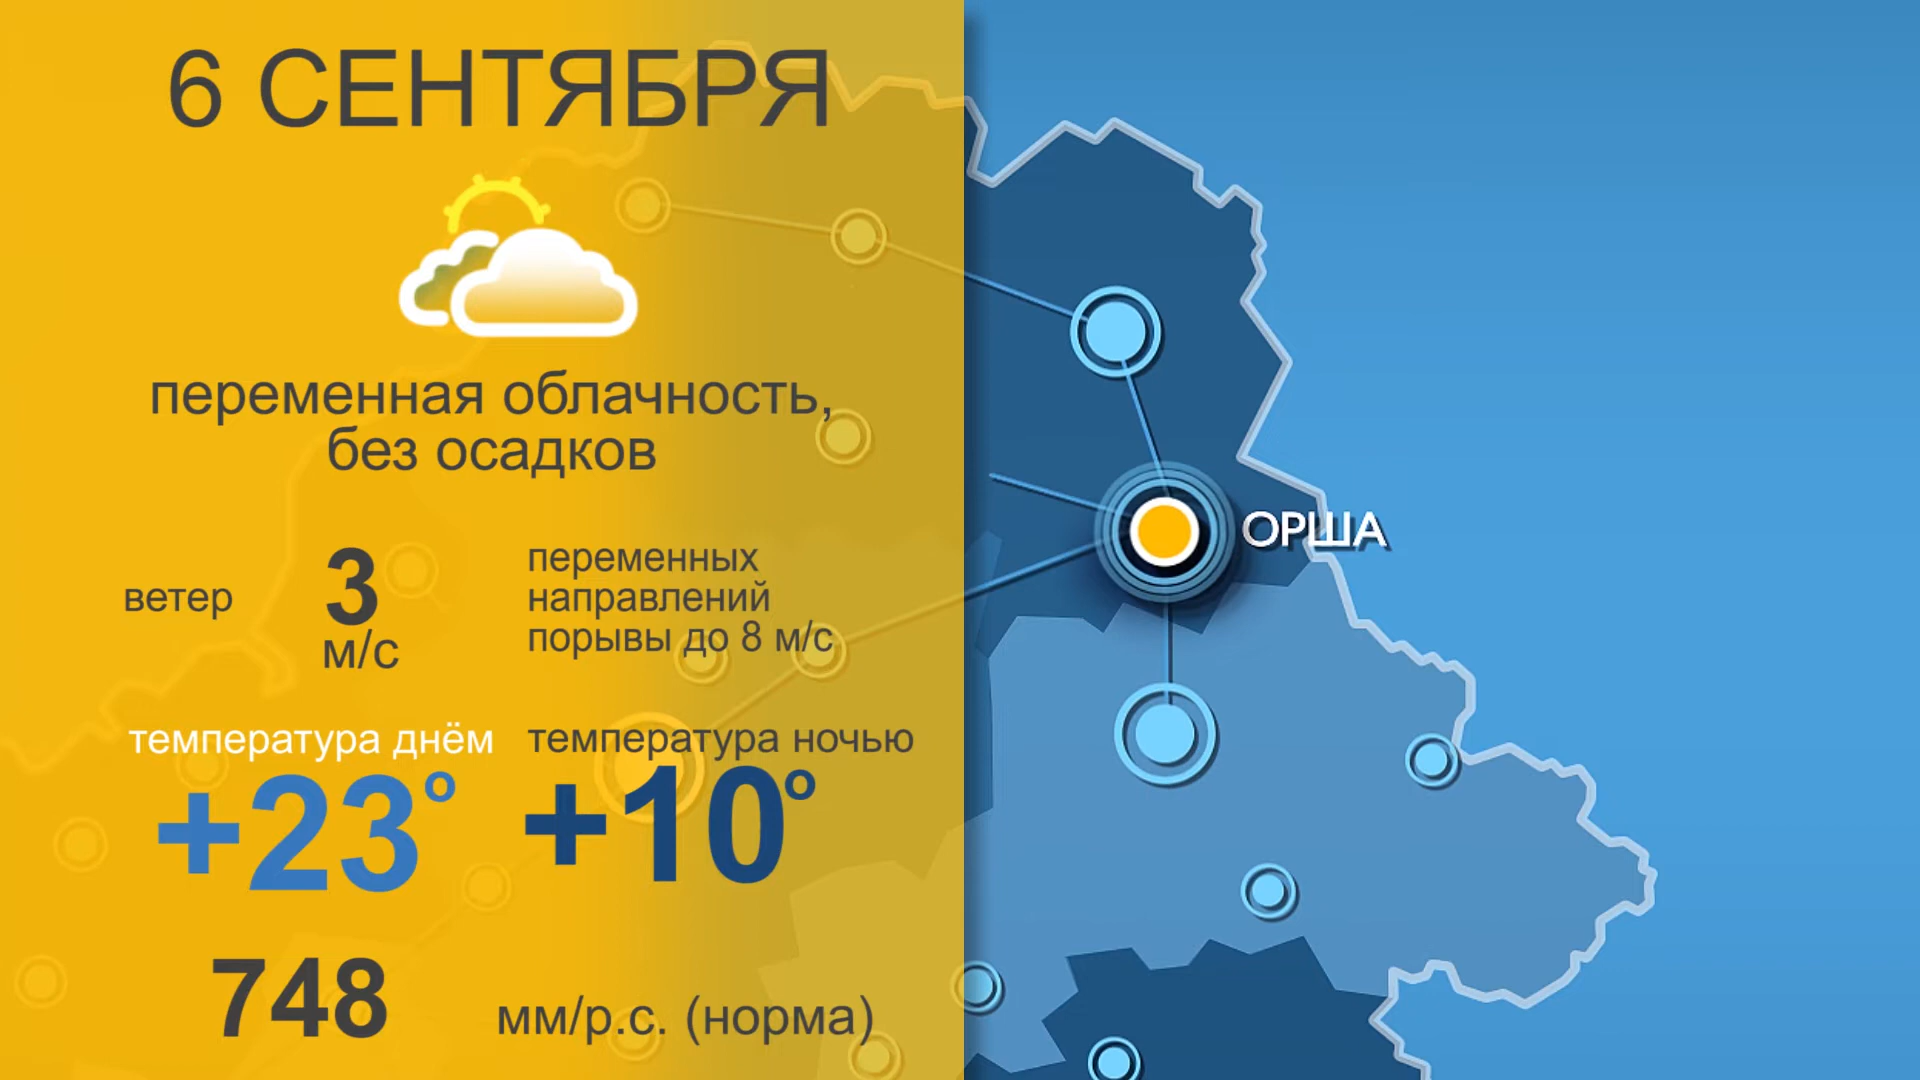 6 СЕНТЯБРЯ
переменная облачность,
без осадков
ветер
3
м/с
переменных
направлений
порывы до 8 м/с
температура днём
+23°
температура ночью
+10°
748
мм/р.с. (норма)
ОРША